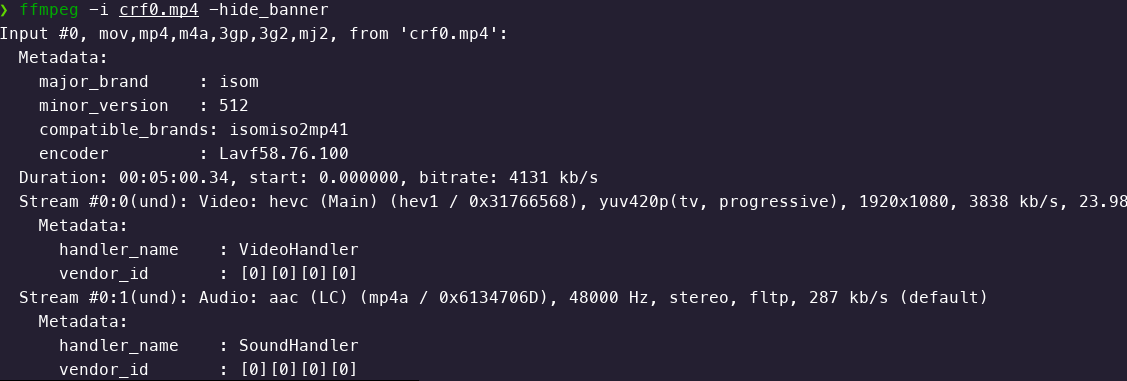 ❯ ffmpeg -i crf0.mp4 -hide_banner
Input #0, mov,mp4,m4a,3gp,3g2,mj2, from 'crf0.mp4':
  Metadata:
    major_brand     : isom
    minor_version   : 512
    compatible_brands: isomiso2mp41
    encoder         : Lavf58.76.100
  Duration: 00:05:00.34, start: 0.000000, bitrate: 4131 kb/s
  Stream #0:0(und): Video: hevc (Main) (hev1 / 0x31766568), yuv420p(tv, progressive), 1920x1080, 3838 kb/s, 23.98
    Metadata:
      handler_name    : VideoHandler
      vendor_id       : [0][0][0][0]
  Stream #0:1(und): Audio: aac (LC) (mp4a / 0x6134706D), 48000 Hz, stereo, fltp, 287 kb/s (default)
    Metadata:
      handler_name    : SoundHandler
      vendor_id       : [0][0][0][0]